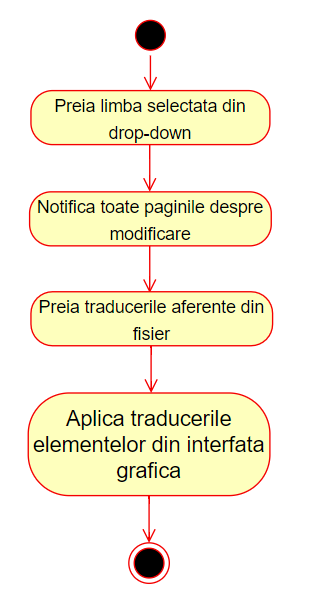 Preia limba selectata din
drop-down
Notifica toate paginile despre
modificare
Preia traducerile aferente din
fisier
Aplica traducerile
elementelor din interfata
grafica